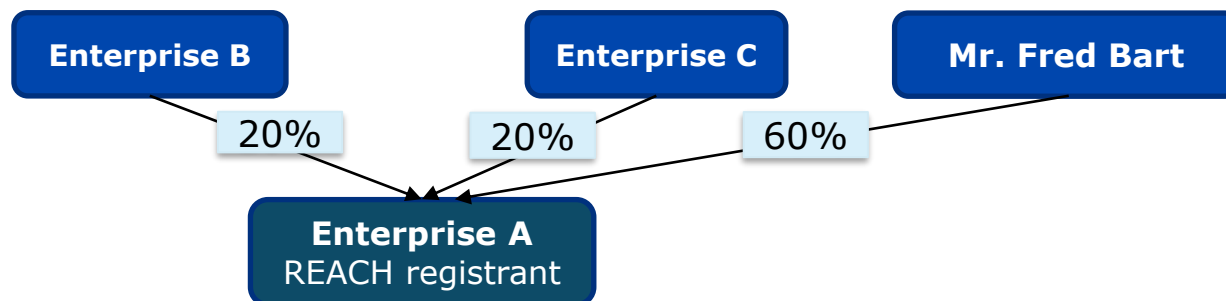 Enterprise B
Enterprise C
Mr. Fred Bart
20%
20%
60%
Enterprise A
REACH registrant